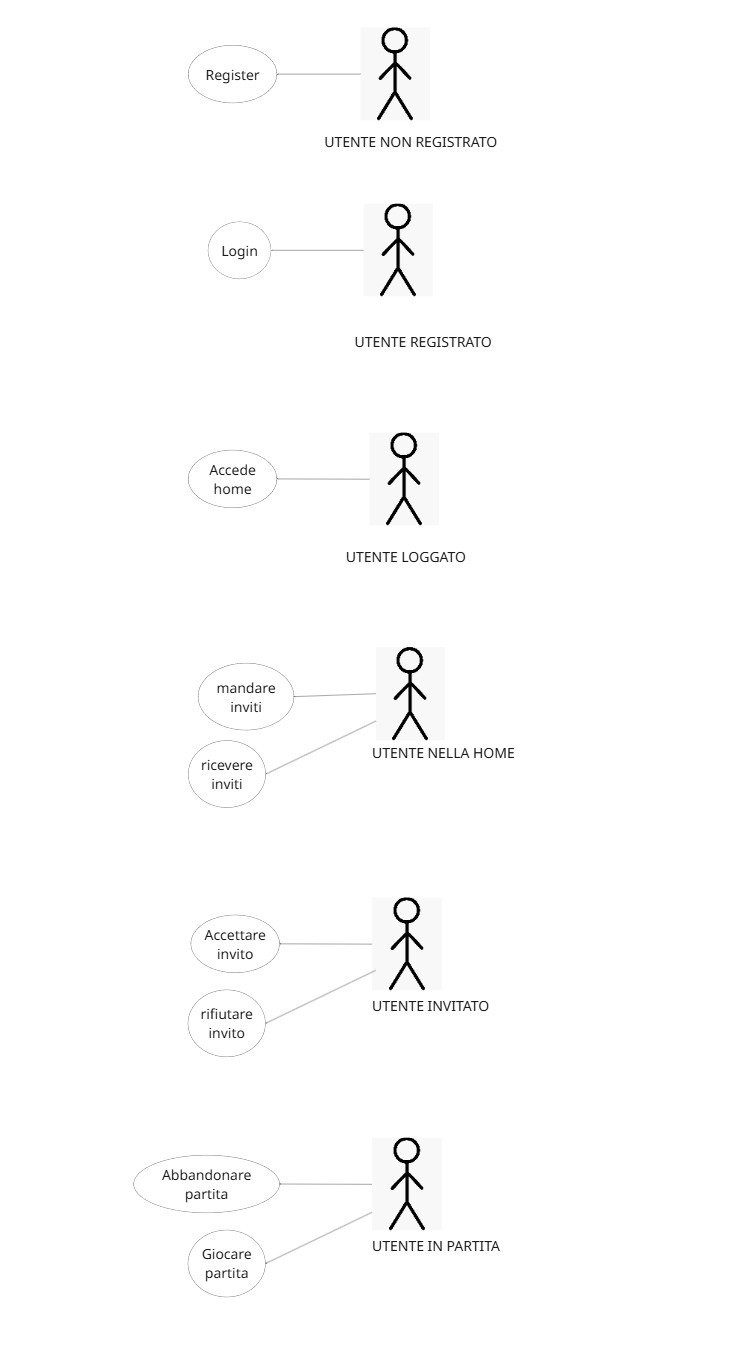 Register
UTENTE NON REGISTRATO
Login
UTENTE REGISTRATO
Accede
home
UTENTE LOGGATO
mandare
inviti
UTENTE NELLA HOME
ricevere
inviti
Accettare
invito
UTENTE INVITATO
rifiutare
invito
Abbandonare
partita
UTENTE IN PARTITA
Giocare
partita